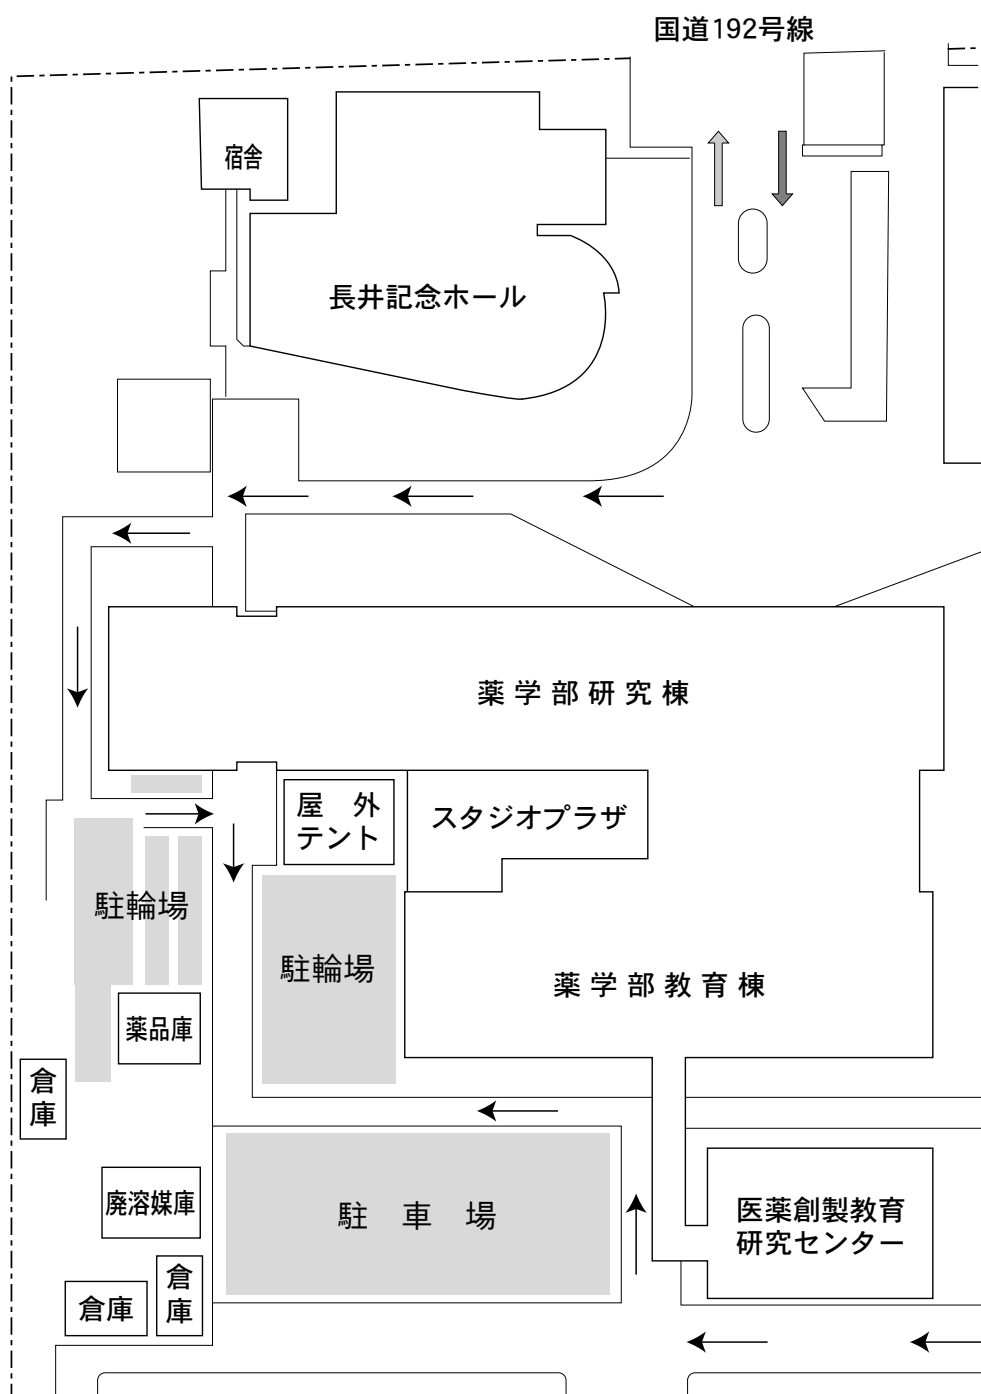 国道192号線
宿舎
長井記念ホール
薬学部研究棟
屋　外
テント
スタジオプラザ
駐輪場
駐輪場
薬学部教育棟
薬品庫
倉
庫
廃溶媒庫
駐　車　場
医薬創製教育
研究センター
倉
庫
倉庫